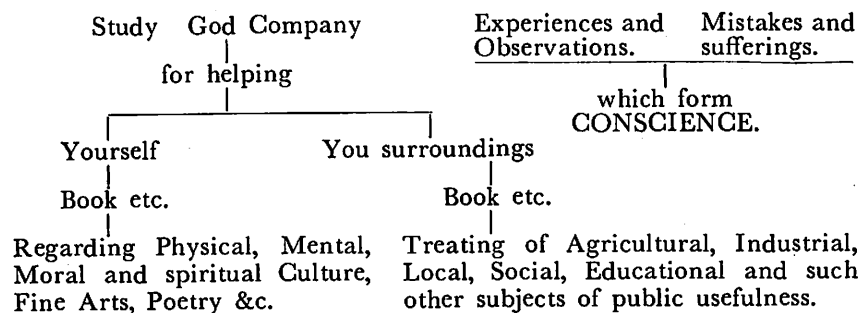 Study God Company
for helping
Yourself You surroundings
Book etc. Book etc.
Regarding Physical, Mental,
Moral and spiritual Culture,
Fine Arts, Poetry &c.
Treating of Agricultural, Industrial,
Local, Social, Educational and such
other subjects of public usefulness.
Experiences and
Observations.
Mistakes and
sufferings.
which form
CONSCIENCE.